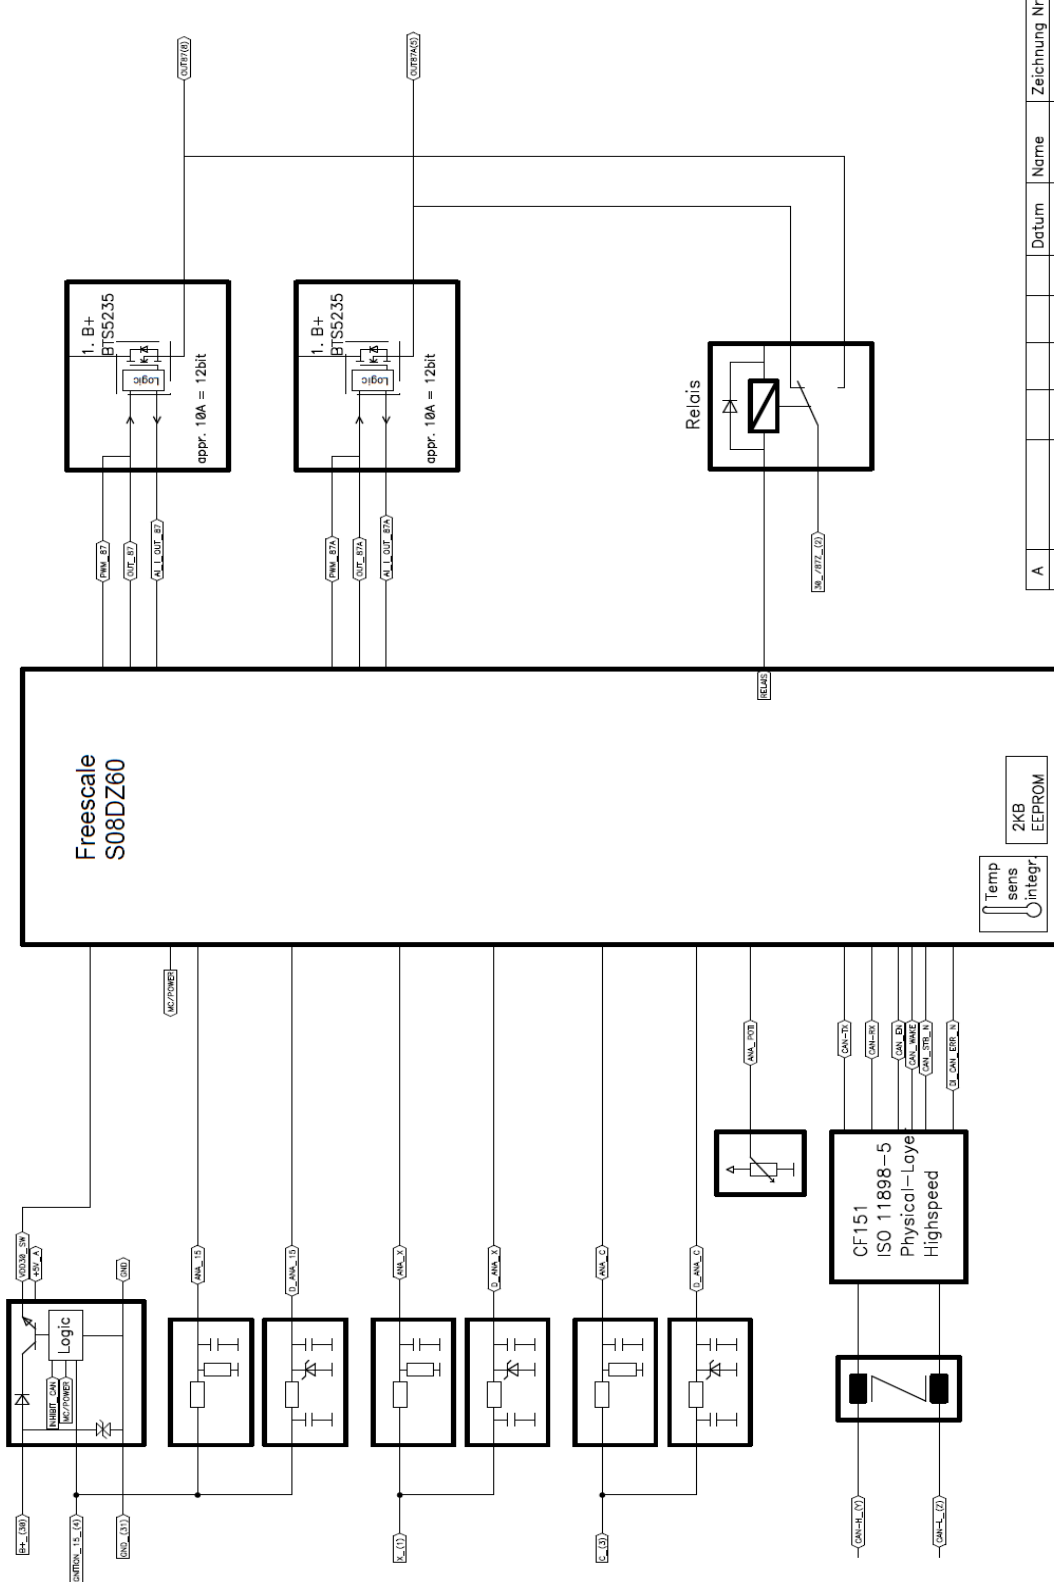 OUT87(8)
OUT87A(5)
1. B+
BTS5235
Logic
appr. 10A = 12bit
1. B+
BTS5235
Logic
appr. 10A = 12bit
Relais
PWM_87
OUT_87
AI_I_OUT_87
PWM_87A
OUT_87A
AI_I_OUT_87A
30_/87Z_(2)
Freescale
S08DZ60
RELAIS
Temp
sens
integr.
2KB
EEPROM
MC/POWER
VDD30_SW
+5V_A
GND
ANA_15
D_ANA_15
ANA_X
D_ANA_X
ANA_C
D_ANA_C
ANA_POTI
CAN-TX
CAN-RX
CAN_EN
CAN_WAKE
CAN_STB_N
DI_CAN_ERR_N
Logic
INHIBIT_CAN
MC/POWER
CF151
ISO 11898-5
Physical-Laye
Highspeed
B+_(30)
IGNITION_15_(4)
GND_(31)
X_(1)
C_(3)
CAN-H_(Y)
CAN-L_(Z)
A
Datum
Name
Zeichnung Nr